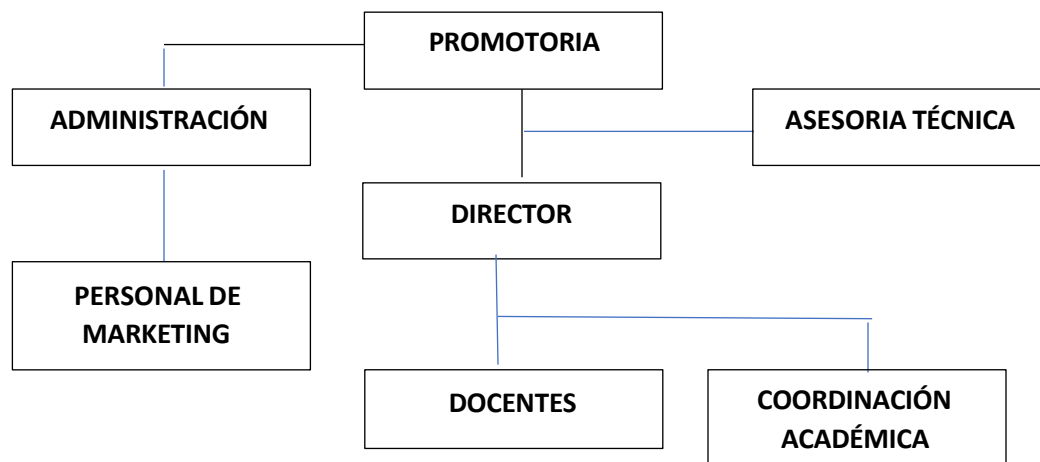 PROMOTORIA
ADMINISTRACIÓN
ASESORIA TÉCNICA
DIRECTOR
PERSONAL DE
MARKETING
DOCENTES
COORDINACIÓN
ACADÉMICA